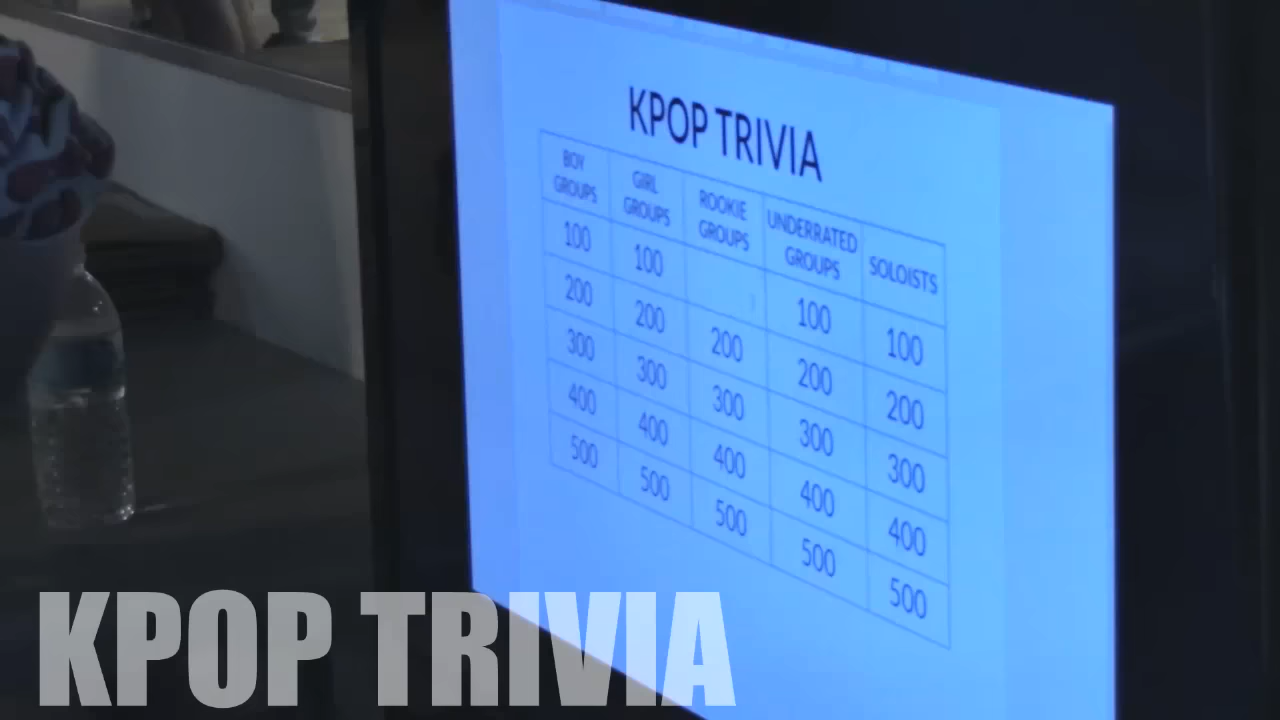 KPOP TRIVIA
BOY GROUPS GIRL GROUPS ROOKIE GROUPS UNDERRATED GROUPS SOLOISTS
100 100 100 100
200 200 200 200 200
300 300 300 300 300
400 400 400 400 400
500 500 500 500 500
KPOP TRIVIA